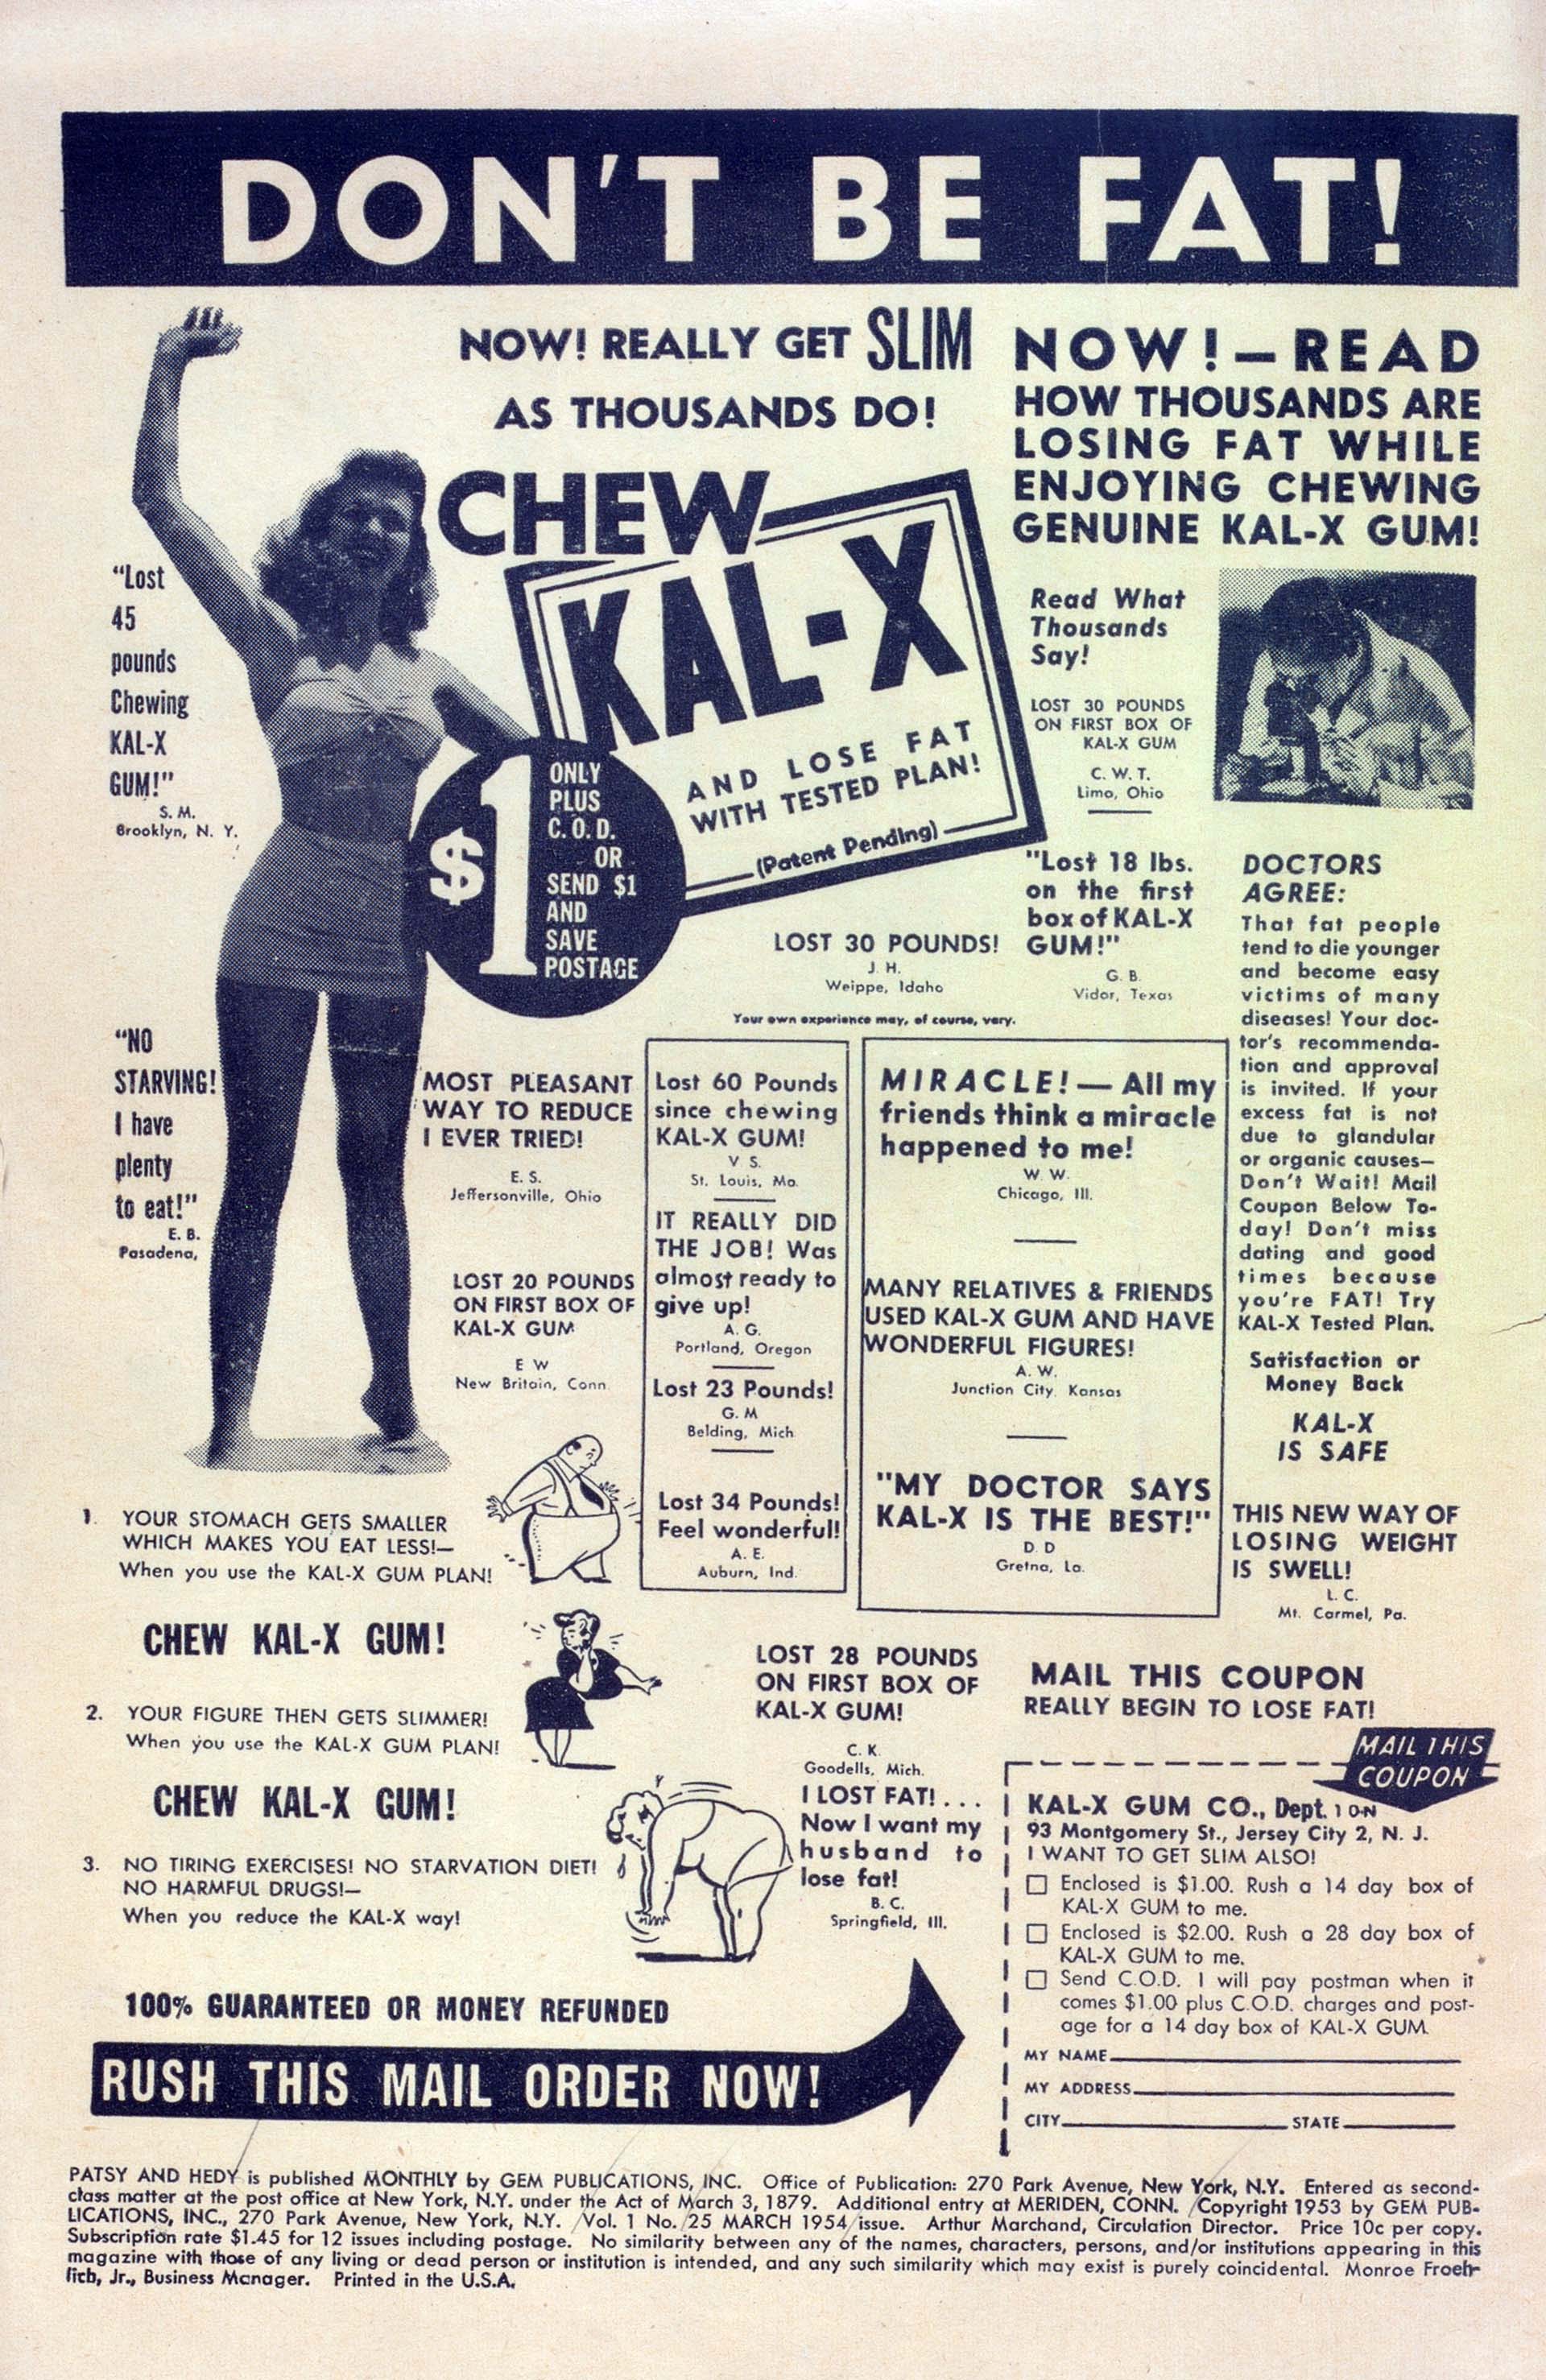 DON'T BE FAT!
NOW! REALLY GET SLIM
AS THOUSANDS DO!
CHEW
KAL-X
AND LOSE FAT
WITH TESTED PLAN!
(Patent Pending)
$1
ONLY
PLUS
C.O.D.
OR
SEND $1
AND
SAVE
POSTAGE
"Lost
45
pounds
Chewing
KAL-X
GUM!"
S. M.
Brooklyn, N. Y.
"NO
STARVING!
I have
plenty
to eat!"
E. B.
Pasadena,
NOW!—READ
HOW THOUSANDS ARE
LOSING FAT WHILE
ENJOYING CHEWING
GENUINE KAL-X GUM!
Read What
Thousands
Say!
LOST 30 POUNDS
ON FIRST BOX OF
KAL-X GUM
C. W. T.
Limo, Ohio
"Lost 18 lbs.
on the first
box of KAL-X
GUM!"
G. B.
Vidor, Texas
LOST 30 POUNDS!
J. H.
Weippe, Idaho
Your own experience may, of course, vary.
MOST PLEASANT
WAY TO REDUCE
I EVER TRIED!
E. S.
Jeffersonville, Ohio
LOST 20 POUNDS
ON FIRST BOX OF
KAL-X GUM
E W
New Britain, Conn.
Lost 60 Pounds
since chewing
KAL-X GUM!
V S.
St. Louis, Mo.
IT REALLY DID
THE JOB! Was
almost ready to
give up!
A. G.
Portland, Oregon
Lost 23 Pounds!
G. M
Belding, Mich
Lost 34 Pounds!
Feel wonderful!
A. E.
Auburn, Ind.
MIRACLE!—All my
friends think a miracle
happened to me!
W. W.
Chicago, Ill.
MANY RELATIVES & FRIENDS
USED KAL-X GUM AND HAVE
WONDERFUL FIGURES!
A. W.
Junction City, Kansas
"MY DOCTOR SAYS
KAL-X IS THE BEST!"
D. D
Gretna, La.
DOCTORS
AGREE:
That fat people
tend to die younger
and become easy
victims of many
diseases! Your doc-
tor's recommenda-
tion and approval
is invited. If your
excess fat is not
due to glandular
or organic causes—
Don't Wait! Mail
Coupon Below To-
day! Don't miss
dating and good
times because
you're FAT! Try
KAL-X Tested Plan.
Satisfaction or
Money Back
KAL-X
IS SAFE
THIS NEW WAY OF
LOSING WEIGHT
IS SWELL!
L. C.
Mt. Carmel, Pa.
1. YOUR STOMACH GETS SMALLER
WHICH MAKES YOU EAT LESS!—
When you use the KAL-X GUM PLAN!
CHEW KAL-X GUM!
2. YOUR FIGURE THEN GETS SLIMMER!
When you use the KAL-X GUM PLAN!
CHEW KAL-X GUM!
3. NO TIRING EXERCISES! NO STARVATION DIET!
NO HARMFUL DRUGS!—
When you reduce the KAL-X way!
LOST 28 POUNDS
ON FIRST BOX OF
KAL-X GUM!
C. K.
Goodells, Mich.
I LOST FAT!...
Now I want my
husband to
lose fat!
B. C.
Springfield, Ill.
100% GUARANTEED OR MONEY REFUNDED
RUSH THIS MAIL ORDER NOW!
MAIL THIS COUPON
REALLY BEGIN TO LOSE FAT!
MAIL THIS
COUPON
KAL-X GUM CO., Dept. 10-N
93 Montgomery St., Jersey City 2, N. J.
I WANT TO GET SLIM ALSO!
Enclosed is $1.00. Rush a 14 day box of
KAL-X GUM to me.
Enclosed is $2.00. Rush a 28 day box of
KAL-X GUM to me.
Send C.O.D. I will pay postman when it
comes $1.00 plus C.O.D. charges and post-
age for a 14 day box of KAL-X GUM.
MY NAME
MY ADDRESS
CITY STATE
PATSY AND HEDY is published MONTHLY by GEM PUBLICATIONS, INC. Office of Publication: 270 Park Avenue, New York, N.Y. Entered as second-
class matter at the post office at New York, N.Y. under the Act of March 3, 1879. Additional entry at MERIDEN, CONN. Copyright 1953 by GEM PUB-
LICATIONS, INC., 270 Park Avenue, New York, N.Y. Vol. 1 No. 25 MARCH 1954 issue. Arthur Marchand, Circulation Director. Price 10c per copy.
Subscription rate $1.45 for 12 issues including postage. No similarity between any of the names, characters, persons, and/or institutions appearing in this
magazine with those of any living or dead person or institution is intended, and any such similarity which may exist is purely coincidental. Monroe Froeh-
lich, Jr., Business Manager. Printed in the U.S.A.